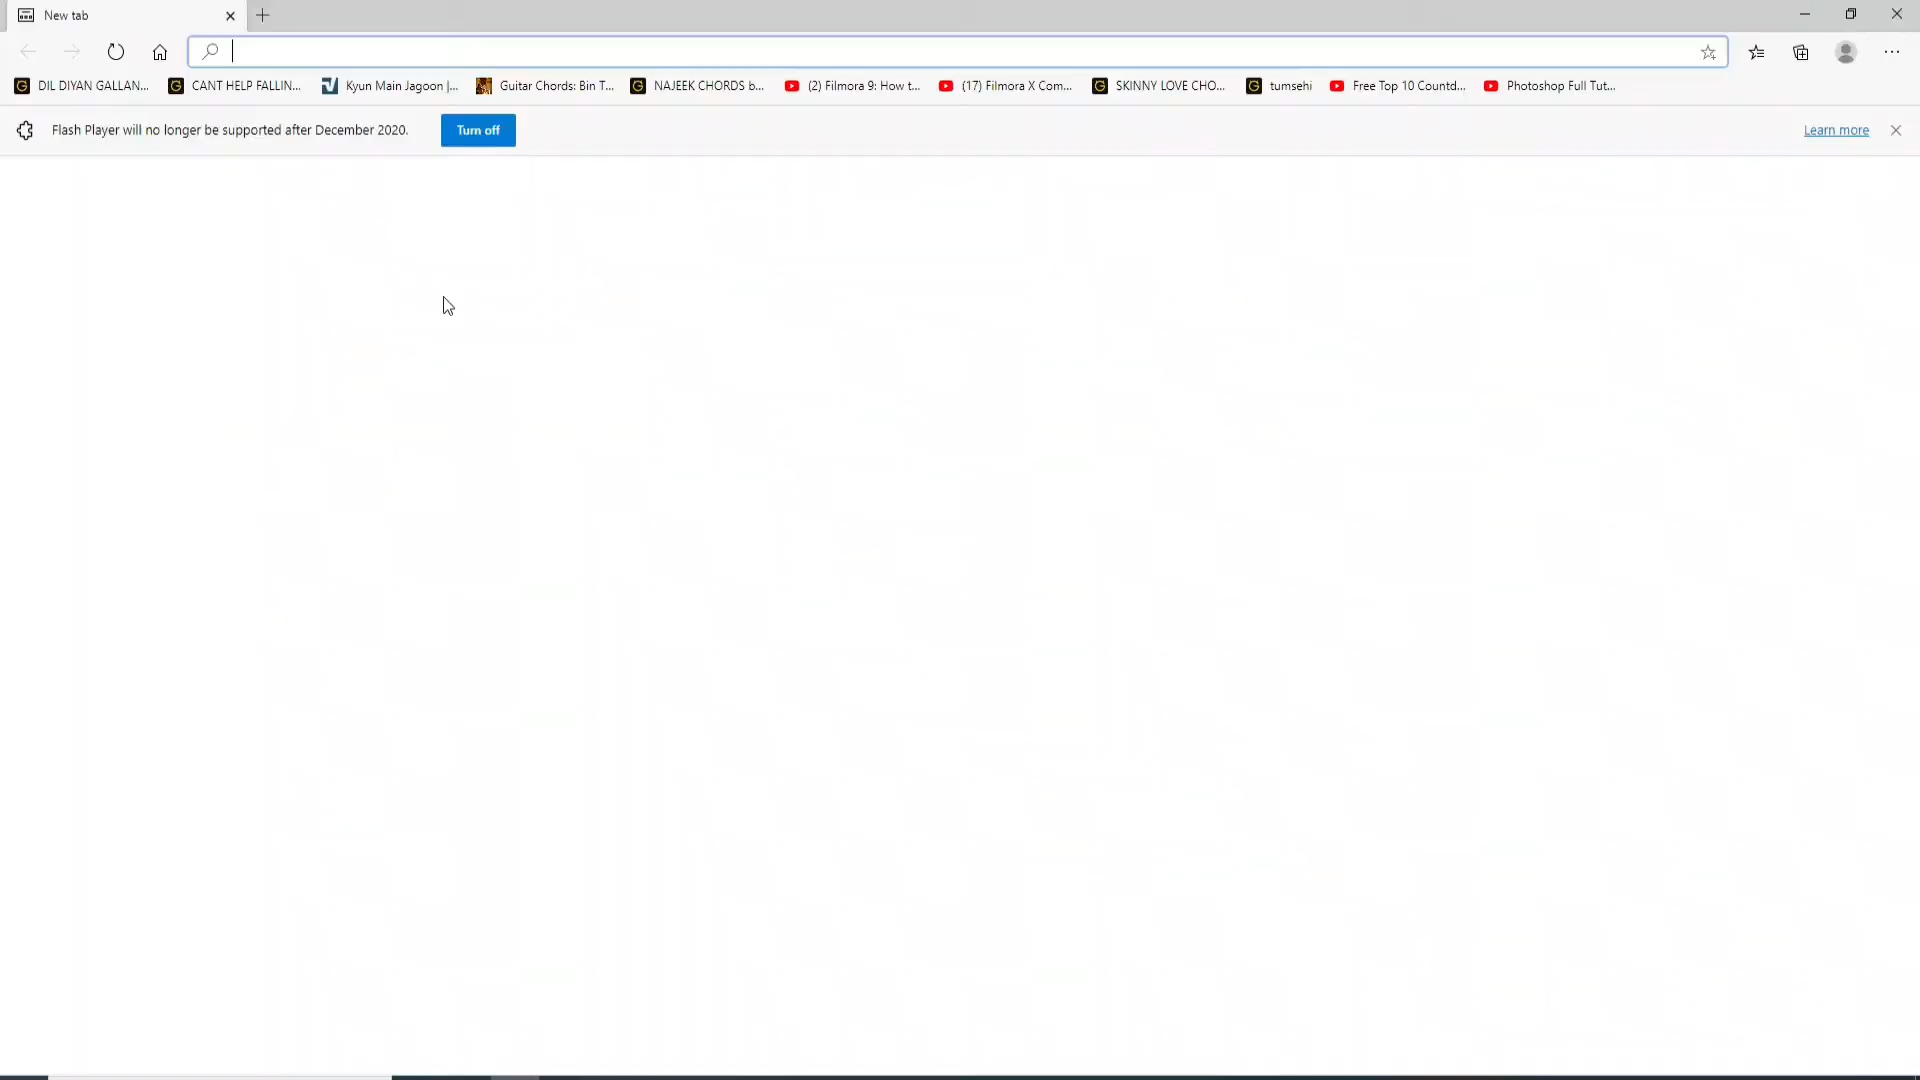 New tab
DIL DIYAN GALLAN... CANT HELP FALLIN... Kyun Main Jagoon |... Guitar Chords: Bin T... NAJEEK CHORDS b... (2) Filmora 9: How t... (17) Filmora X Com... SKINNY LOVE CHO... tumsehi Free Top 10 Countd... Photoshop Full Tut...
Flash Player will no longer be supported after December 2020. Turn off Learn more